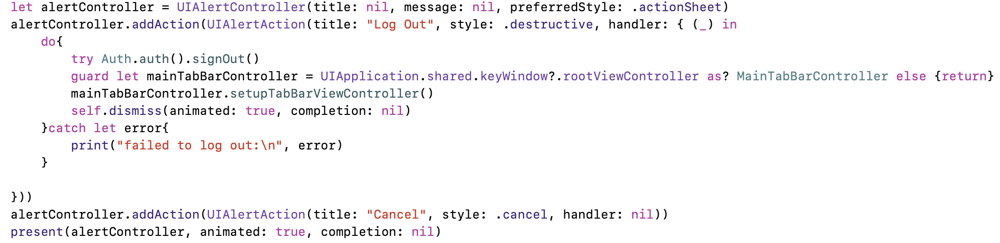 let alertController = UIAlertController(title: nil, message: nil, preferredStyle: .actionSheet)
alertController.addAction(UIAlertAction(title: "Log Out", style: .destructive, handler: { (_) in
    do{
        try Auth.auth().signOut()
        guard let mainTabBarController = UIApplication.shared.keyWindow?.rootViewController as? MainTabBarController else {return}
        mainTabBarController.setupTabBarViewController()
        self.dismiss(animated: true, completion: nil)
    }catch let error{
        print("failed to log out:\n", error)
    }

}))
alertController.addAction(UIAlertAction(title: "Cancel", style: .cancel, handler: nil))
present(alertController, animated: true, completion: nil)